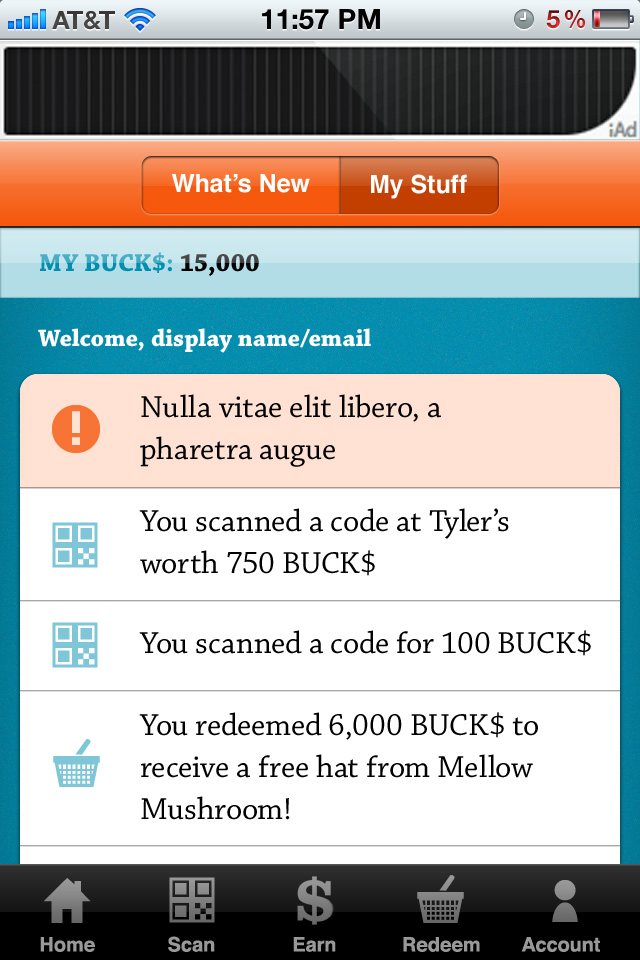 AT&T 11:57 PM 5%
iAd
What's New My Stuff
MY BUCK$: 15,000
Welcome, display name/email
Nulla vitae elit libero, a
pharetra augue
You scanned a code at Tyler's
worth 750 BUCK$
You scanned a code for 100 BUCK$
You redeemed 6,000 BUCK$ to
receive a free hat from Mellow
Mushroom!
Home Scan Earn Redeem Account